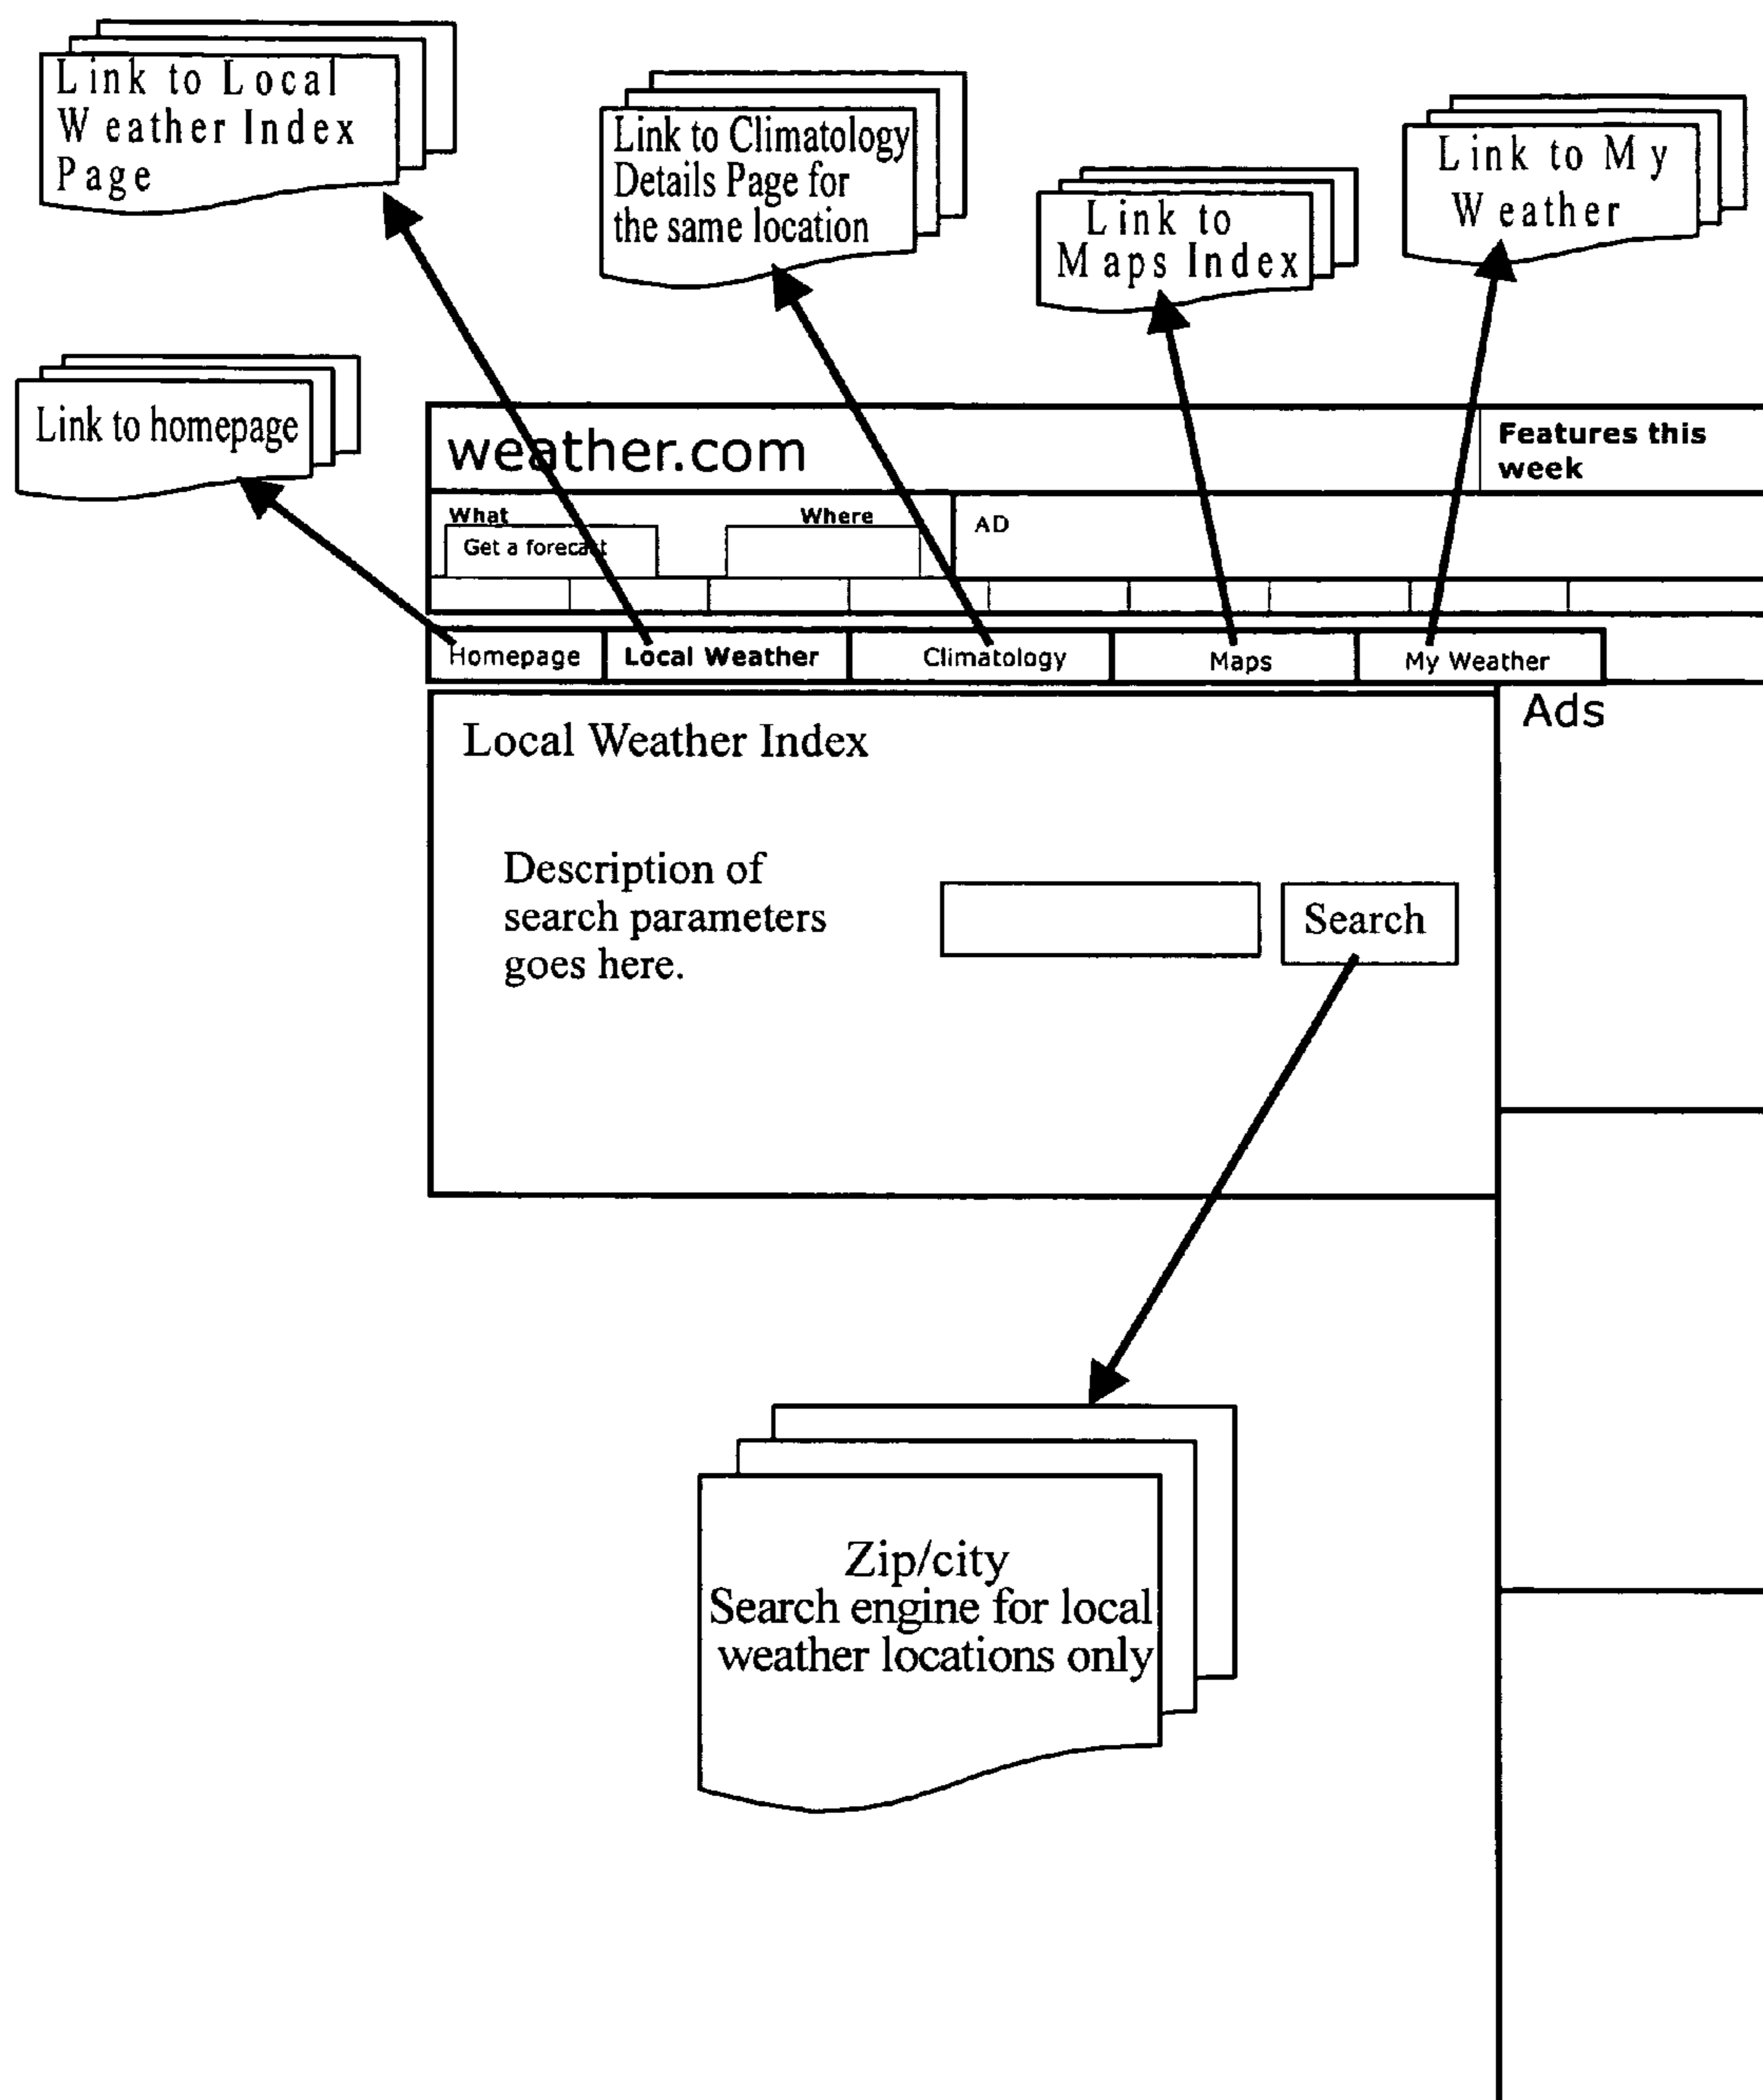 Link to Local
Weather Index
Page
Link to Climatology
Details Page for
the same location
Link to
Maps Index
Link to My
Weather
Link to homepage
weather.com
Features this
week
What
Where
AD
Get a forecast
Homepage
Local Weather
Climatology
Maps
My Weather
Ads
Local Weather Index
Description of
search parameters
goes here.
Search
Zip/city
Search engine for local
weather locations only